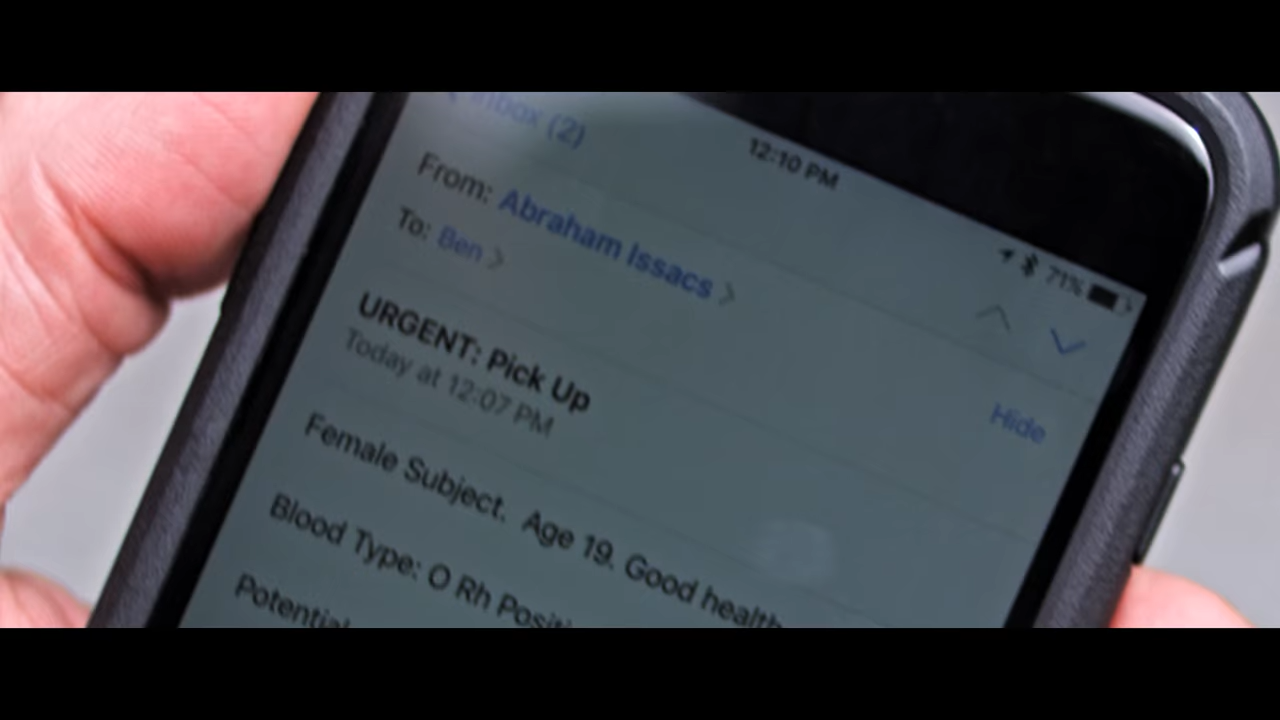 Inbox (2)
12:10 PM
71%
From: Abraham Issacs
To: Ben
Hide
URGENT: Pick Up
Today at 12:07 PM
Female Subject. Age 19. Good health
Blood Type: O Rh Positi
Potential